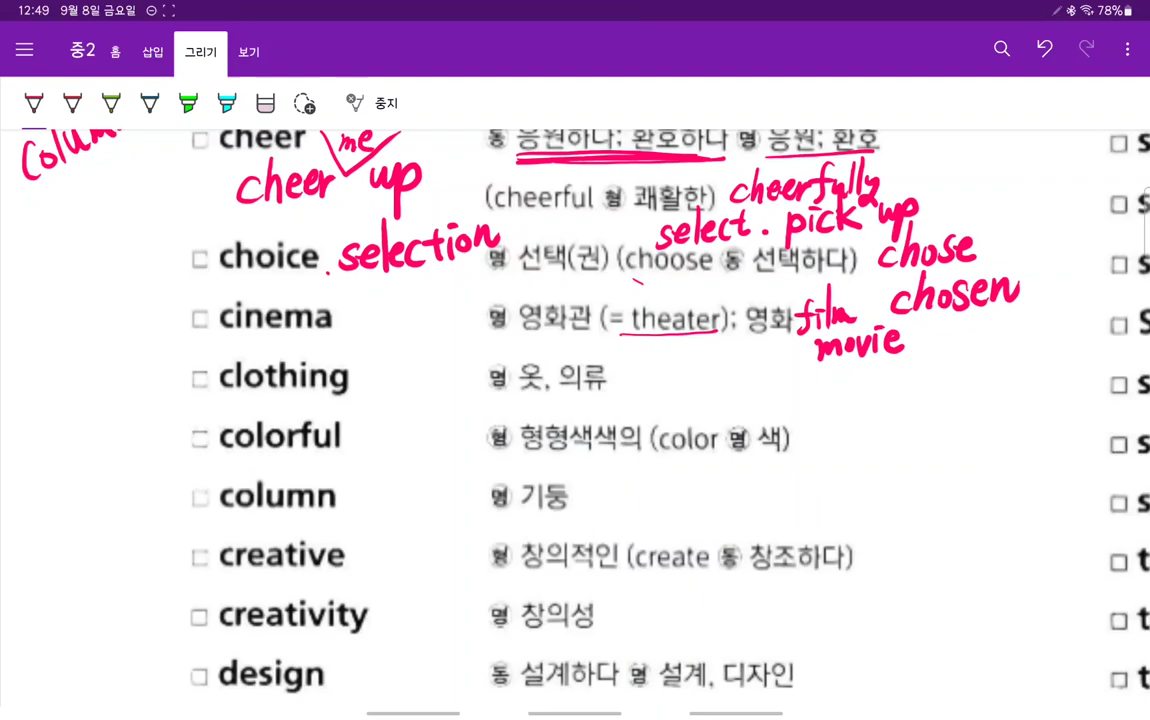 12:49 9월 8일 금요일 78%
중2 홈 삽입 그리기 보기
중지
colum
cheer 동 응원하다; 환호하다 명 응원; 환호
me
cheer up
(cheerful 형 쾌활한) cheerfully
select. pick up
choice selection 명 선택(권) (choose 동 선택하다) chose
chosen
cinema 명 영화관 (= theater); 영화 film
movie
clothing 명 옷, 의류
colorful 형 형형색색의 (color 명 색)
column 명 기둥
creative 형 창의적인 (create 동 창조하다)
creativity 명 창의성
design 동 설계하다 명 설계, 디자인